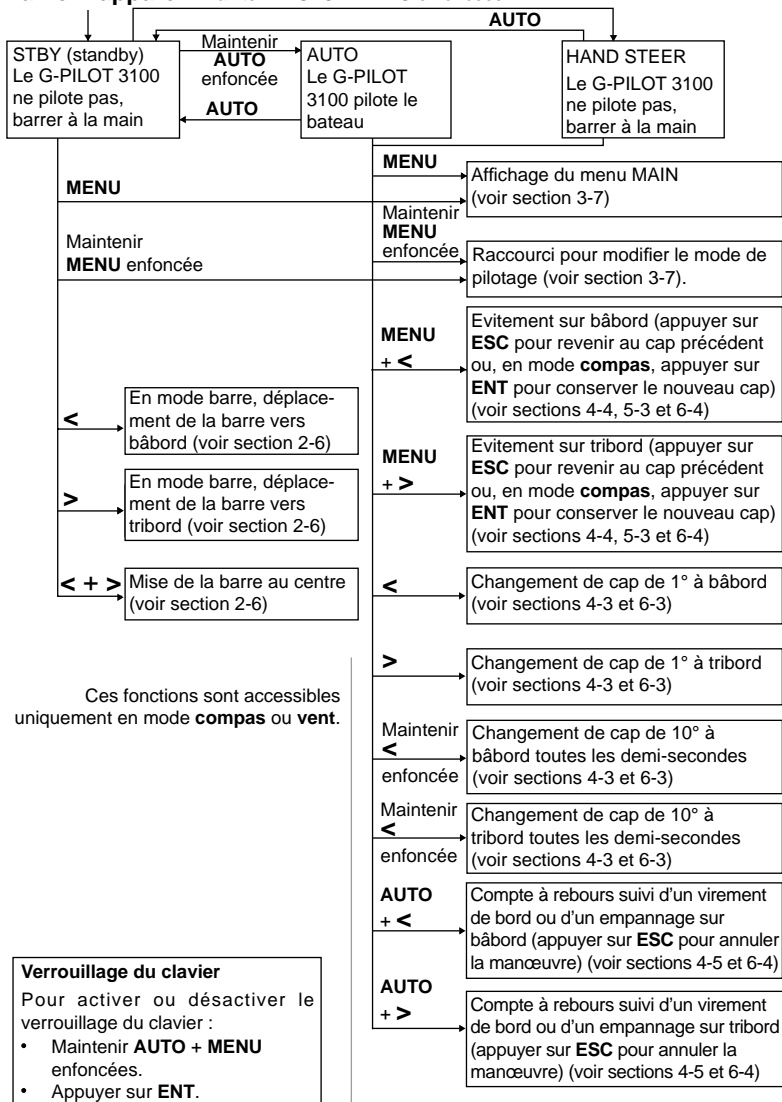 AUTO
STBY (standby)
Le G-PILOT 3100
ne pilote pas,
barrer à la main
Maintenir
AUTO
enfoncée
AUTO
AUTO
Le G-PILOT
3100 pilote le
bateau
HAND STEER
Le G-PILOT 3100
ne pilote pas,
barrer à la main
MENU
Affichage du menu MAIN
(voir section 3-7)
MENU
Maintenir
MENU
enfoncée
Raccourci pour modifier le mode de
pilotage (voir section 3-7).
Maintenir
MENU enfoncée
MENU
+ <
Evitement sur bâbord (appuyer sur
ESC pour revenir au cap précédent
ou, en mode compas, appuyer sur
ENT pour conserver le nouveau cap)
(voir sections 4-4, 5-3 et 6-4)
<
En mode barre, déplace-
ment de la barre vers
bâbord (voir section 2-6)
MENU
+ >
Evitement sur tribord (appuyer sur
ESC pour revenir au cap précédent
ou, en mode compas, appuyer sur
ENT pour conserver le nouveau cap)
(voir sections 4-4, 5-3 et 6-4)
>
En mode barre, déplace-
ment de la barre vers
tribord (voir section 2-6)
< + >
Mise de la barre au centre
(voir section 2-6)
<
Changement de cap de 1° à bâbord
(voir sections 4-3 et 6-3)
>
Changement de cap de 1° à tribord
(voir sections 4-3 et 6-3)
Ces fonctions sont accessibles
uniquement en mode compas ou vent.
Maintenir
<
enfoncée
Changement de cap de 10° à
bâbord toutes les demi-secondes
(voir sections 4-3 et 6-3)
Maintenir
<
enfoncée
Changement de cap de 10° à
tribord toutes les demi-secondes
(voir sections 4-3 et 6-3)
AUTO
+ <
Compte à rebours suivi d'un virement
de bord ou d'un empannage sur
bâbord (appuyer sur ESC pour annuler
la manœuvre) (voir sections 4-5 et 6-4)
AUTO
+ >
Compte à rebours suivi d'un virement
de bord ou d'un empannage sur tribord
(appuyer sur ESC pour annuler la
manœuvre) (voir sections 4-5 et 6-4)
Verrouillage du clavier
Pour activer ou désactiver le
verrouillage du clavier :
• Maintenir AUTO + MENU
enfoncées.
• Appuyer sur ENT.